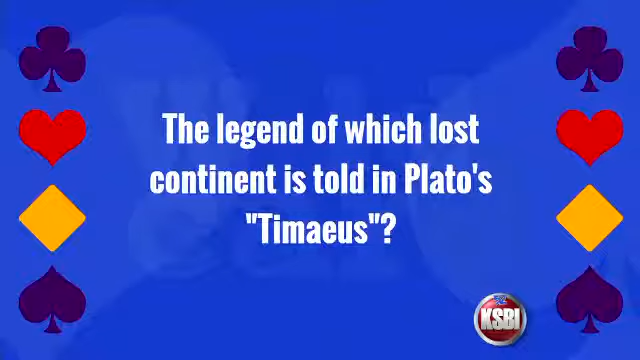 The legend of which lost
continent is told in Plato's
"Timaeus"?
KSBI